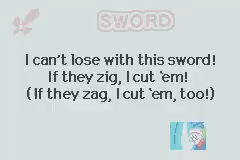 SWORD
I can't lose with this sword!
If they zig, I cut 'em!
(If they zag, I cut 'em, too!)